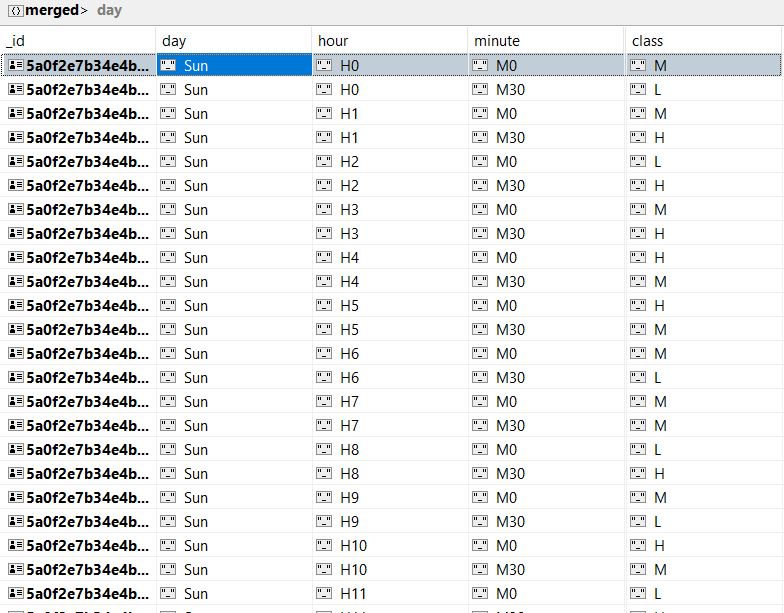 merged> day
_id day hour minute class
5a0f2e7b34e4b... Sun H0 M0 M
5a0f2e7b34e4b... Sun H0 M30 L
5a0f2e7b34e4b... Sun H1 M0 M
5a0f2e7b34e4b... Sun H1 M30 H
5a0f2e7b34e4b... Sun H2 M0 L
5a0f2e7b34e4b... Sun H2 M30 H
5a0f2e7b34e4b... Sun H3 M0 M
5a0f2e7b34e4b... Sun H3 M30 H
5a0f2e7b34e4b... Sun H4 M0 H
5a0f2e7b34e4b... Sun H4 M30 M
5a0f2e7b34e4b... Sun H5 M0 H
5a0f2e7b34e4b... Sun H5 M30 M
5a0f2e7b34e4b... Sun H6 M0 M
5a0f2e7b34e4b... Sun H6 M30 L
5a0f2e7b34e4b... Sun H7 M0 M
5a0f2e7b34e4b... Sun H7 M30 M
5a0f2e7b34e4b... Sun H8 M0 L
5a0f2e7b34e4b... Sun H8 M30 H
5a0f2e7b34e4b... Sun H9 M0 M
5a0f2e7b34e4b... Sun H9 M30 L
5a0f2e7b34e4b... Sun H10 M0 H
5a0f2e7b34e4b... Sun H10 M30 M
5a0f2e7b34e4b... Sun H11 M0 L